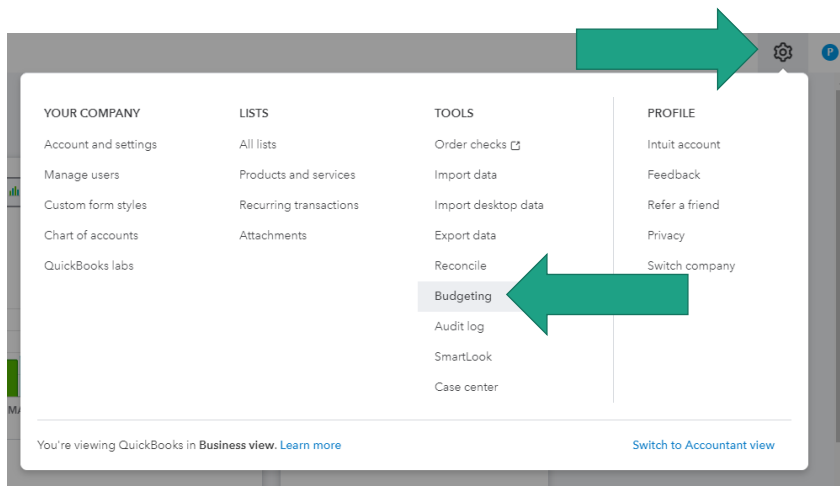 P
YOUR COMPANY
Account and settings
Manage users
Custom form styles
Chart of accounts
QuickBooks labs
LISTS
All lists
Products and services
Recurring transactions
Attachments
TOOLS
Order checks
Import data
Import desktop data
Export data
Reconcile
Budgeting
Audit log
SmartLook
Case center
PROFILE
Intuit account
Feedback
Refer a friend
Privacy
Switch company
MA
You're viewing QuickBooks in Business view. Learn more
Switch to Accountant view